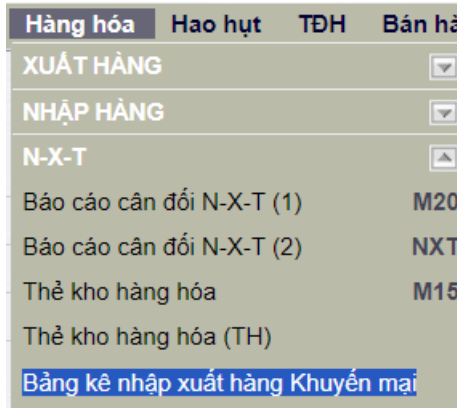 Hàng hóa Hao hụt TĐH Bán hà
XUẤT HÀNG
NHẬP HÀNG
N-X-T
Báo cáo cân đối N-X-T (1) M20
Báo cáo cân đối N-X-T (2) NXT
Thẻ kho hàng hóa M15
Thẻ kho hàng hóa (TH)
Bảng kê nhập xuất hàng Khuyến mại